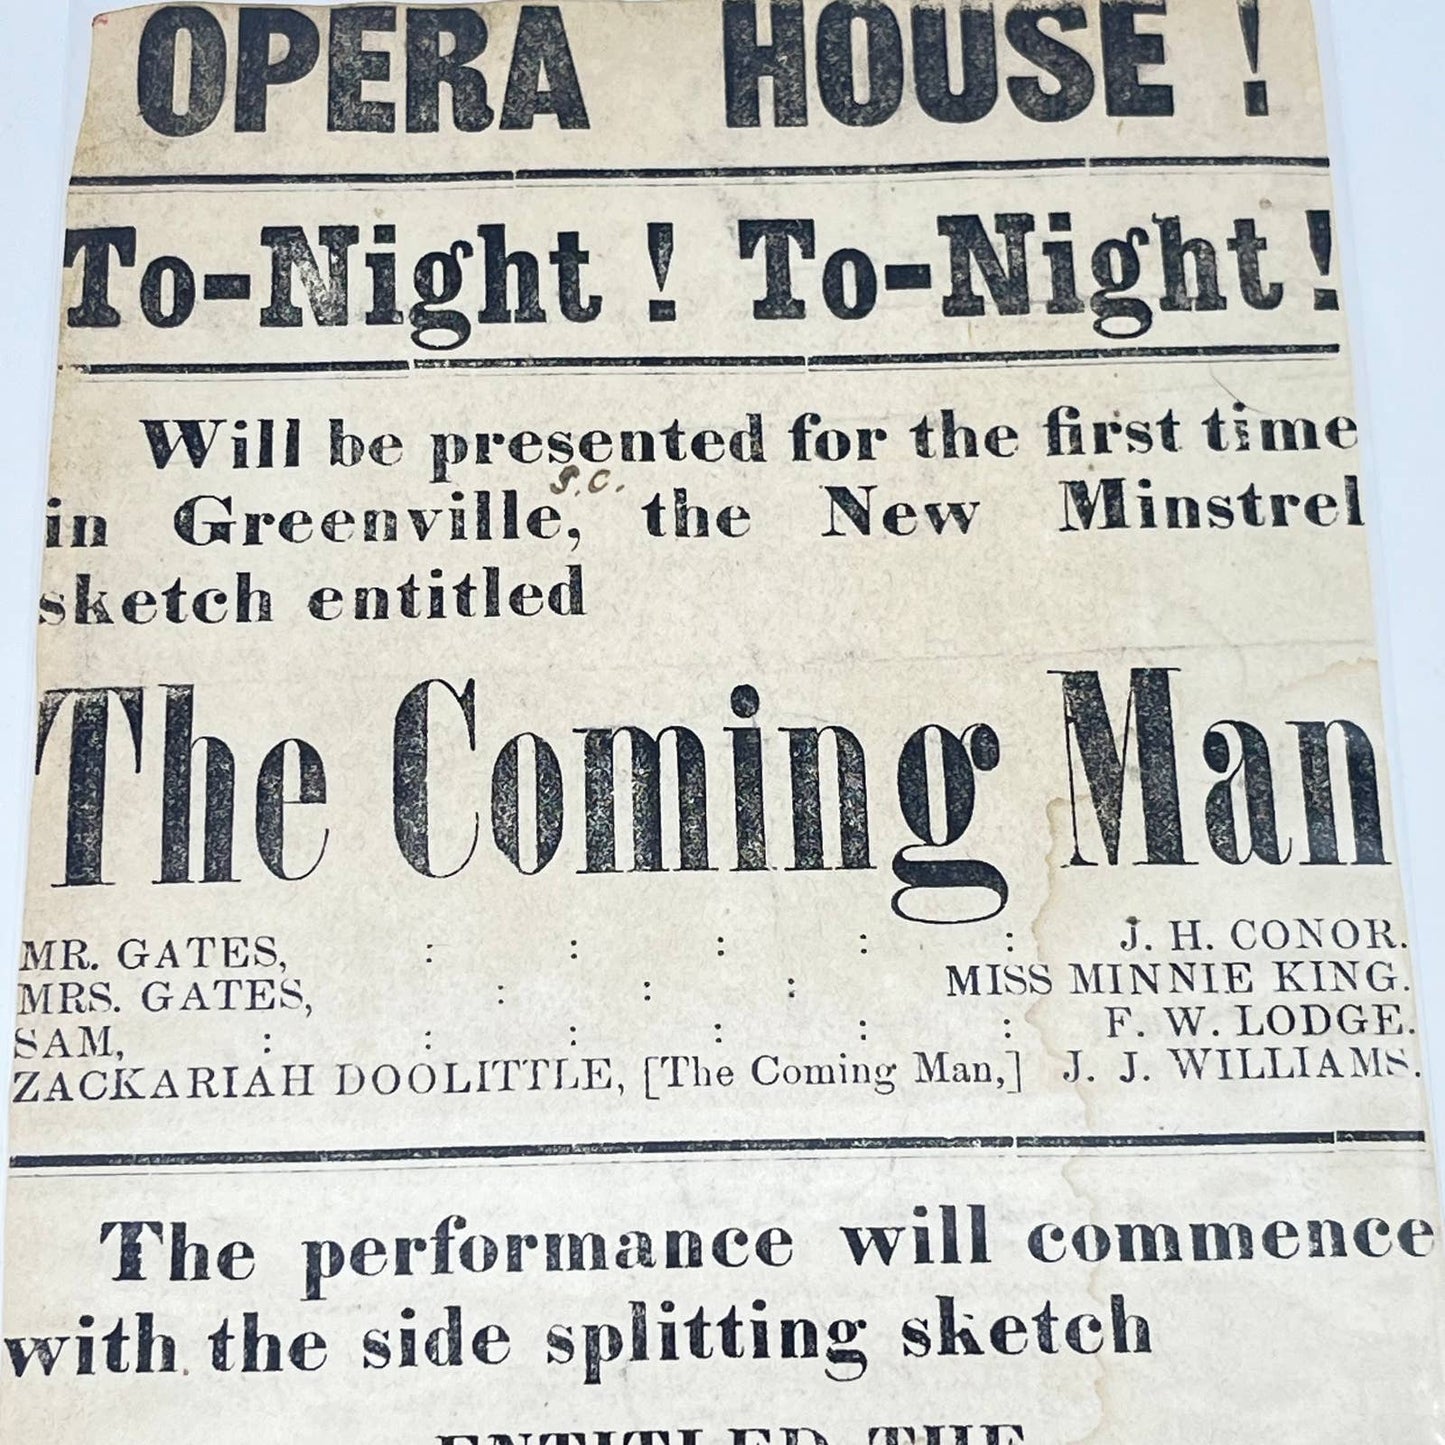 OPERA HOUSE !
To-Night ! To-Night !
Will be presented for the first time
S.C.
in Greenville, the New Minstrel
sketch entitled
The Coming Man
MR. GATES, : : : : : J. H. CONOR.
MRS. GATES, : : : MISS MINNIE KING.
SAM, : : : : : : F. W. LODGE.
ZACKARIAH DOOLITTLE, [The Coming Man,] J. J. WILLIAMS.
The performance will commence
with the side splitting sketch
ENTITLED THE